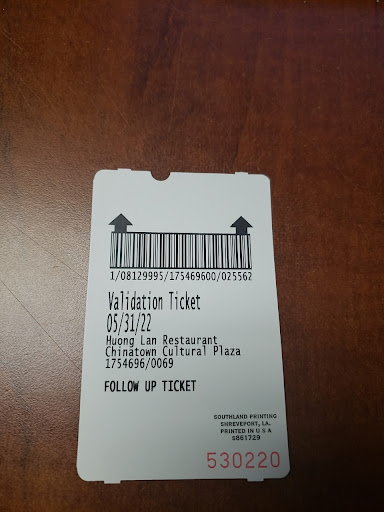 1/08129995/175469600/025562
Validation Ticket
05/31/22
Huong Lan Restaurant
Chinatown Cultural Plaza
1754696/0069
FOLLOW UP TICKET
SOUTHLAND PRINTING
SHREVEPORT, LA.
PRINTED IN U S A
5861729
530220